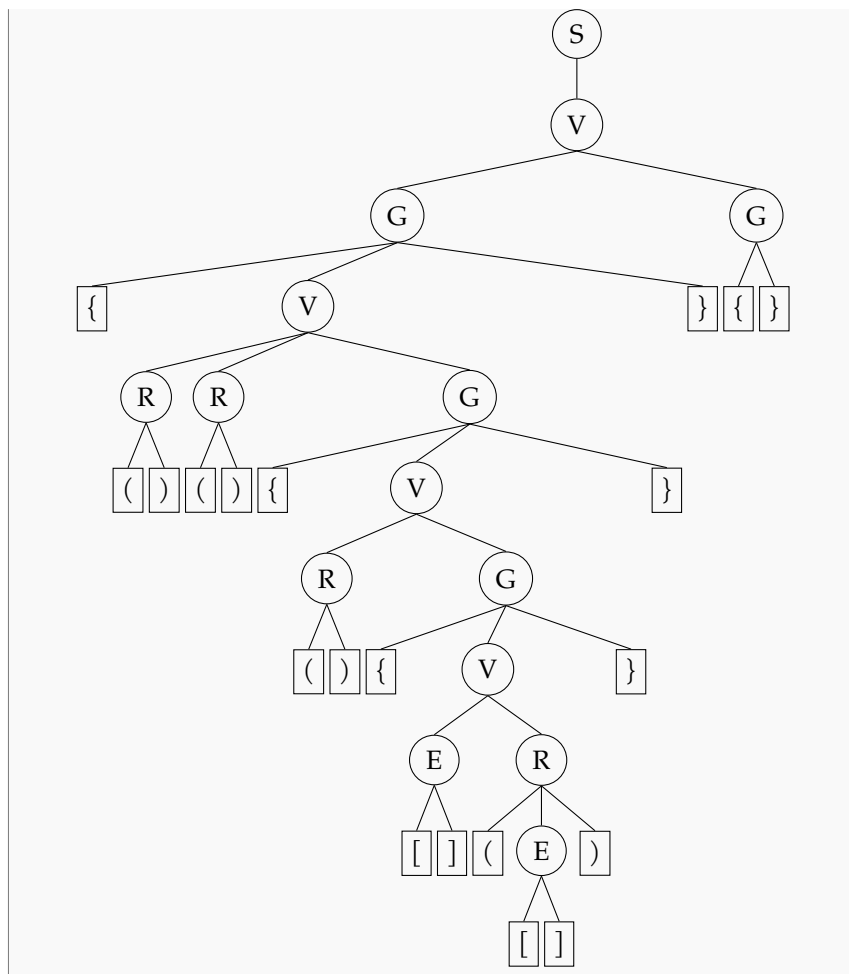 S
V
G G
{ V } { }
R R G
( ) ( ) { V }
R G
( ) { V }
E R
[ ] ( E )
[ ]